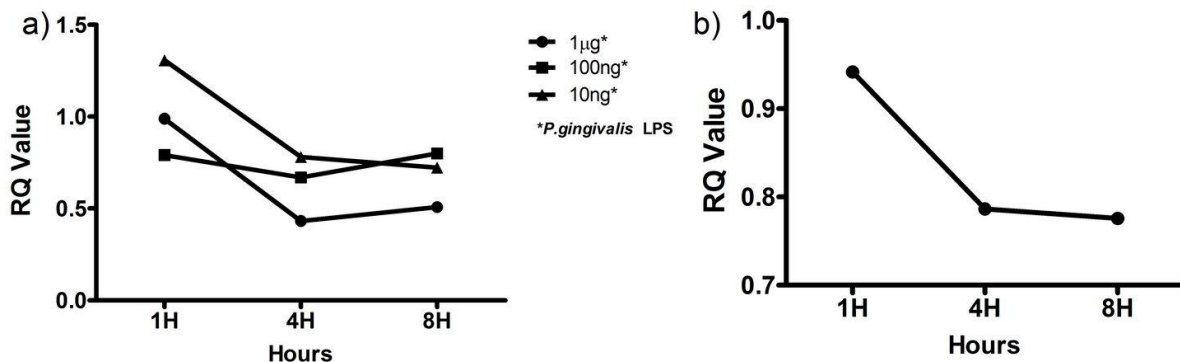 a)
1.5
1.0
0.5
0.0
RQ Value
1H 4H 8H
Hours
1μg*
100ng*
10ng*
*P.gingivalis LPS
b)
1.0
0.9
0.8
0.7
RQ Value
1H 4H 8H
Hours